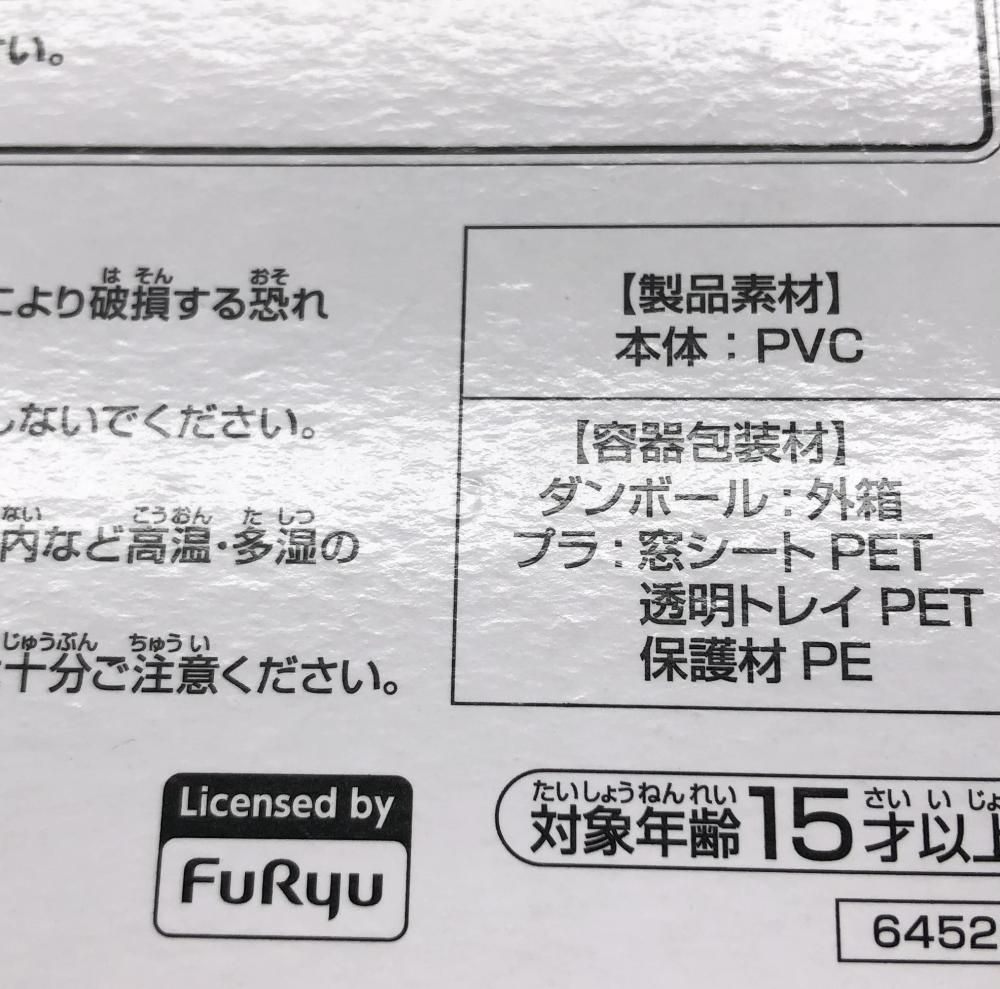 さい。
により破損する恐れ
しないでください。
内など高温・多湿の
十分ご注意ください。
【製品素材】
本体：PVC
【容器包装材】
ダンボール：外箱
プラ：窓シート PET
透明トレイ PET
保護材 PE
Licensed by
FuRyu
対象年齢 15才以上
6452